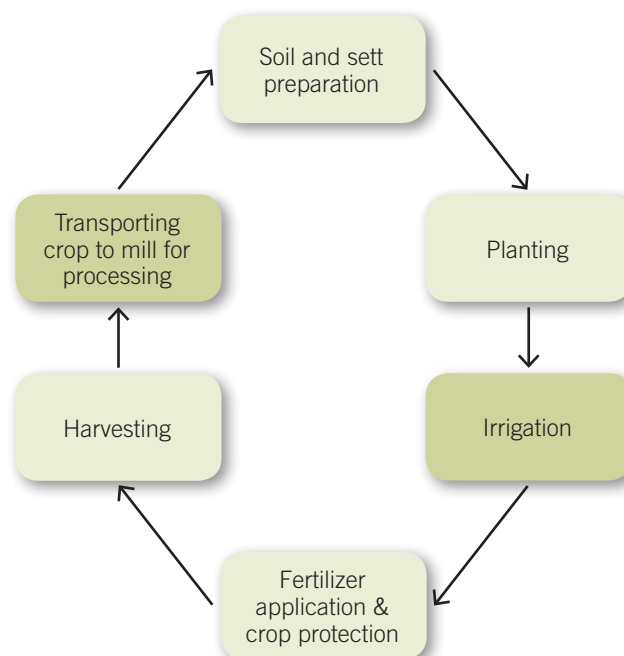 Soil and sett
preparation
Planting
Irrigation
Fertilizer
application &
crop protection
Harvesting
Transporting
crop to mill for
processing